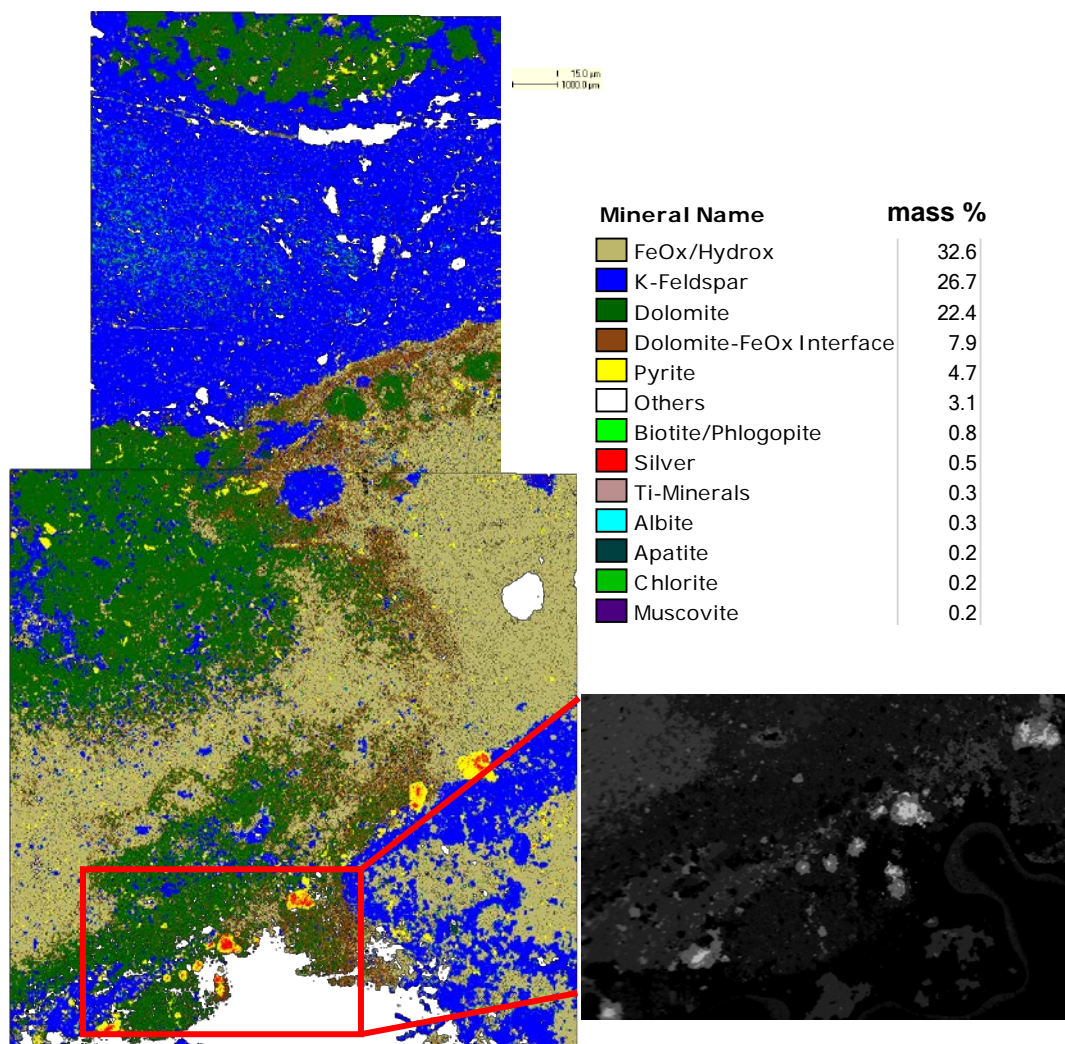 15.0 µm
1000.0 µm
Mineral Name mass %
FeOx/Hydrox 32.6
K-Feldspar 26.7
Dolomite 22.4
Dolomite-FeOx Interface 7.9
Pyrite 4.7
Others 3.1
Biotite/Phlogopite 0.8
Silver 0.5
Ti-Minerals 0.3
Albite 0.3
Apatite 0.2
Chlorite 0.2
Muscovite 0.2